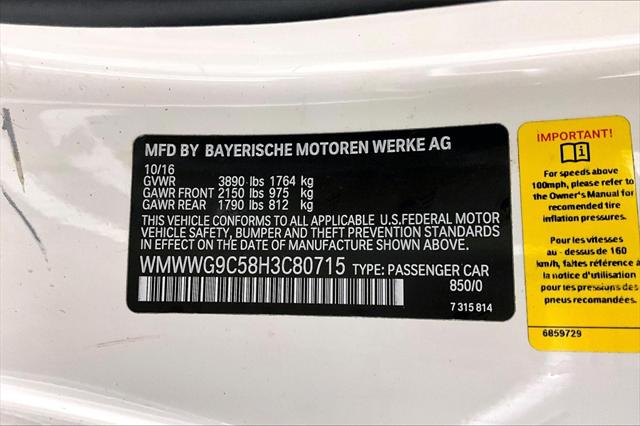 MFD BY BAYERISCHE MOTOREN WERKE AG
10/16
GVWR 3890 lbs 1764 kg
GAWR FRONT 2150 lbs 975 kg
GAWR REAR 1790 lbs 812 kg
THIS VEHICLE CONFORMS TO ALL APPLICABLE U.S.FEDERAL MOTOR
VEHICLE SAFETY, BUMPER AND THEFT PREVENTION STANDARDS
IN EFFECT ON THE DATE OF MANUFACTURE SHOWN ABOVE.
WMWWG9C58H3C80715 TYPE: PASSENGER CAR
850/0
7 315 814
IMPORTANT!
For speeds above
100mph, please refer to
the Owner's Manual for
recomended tire
inflation pressures.
Pour les vitesses
au - dessus de 160
km/h, faites référence à
la notice d'utilisation
pour les pressions des
pneus recomandées.
6859729